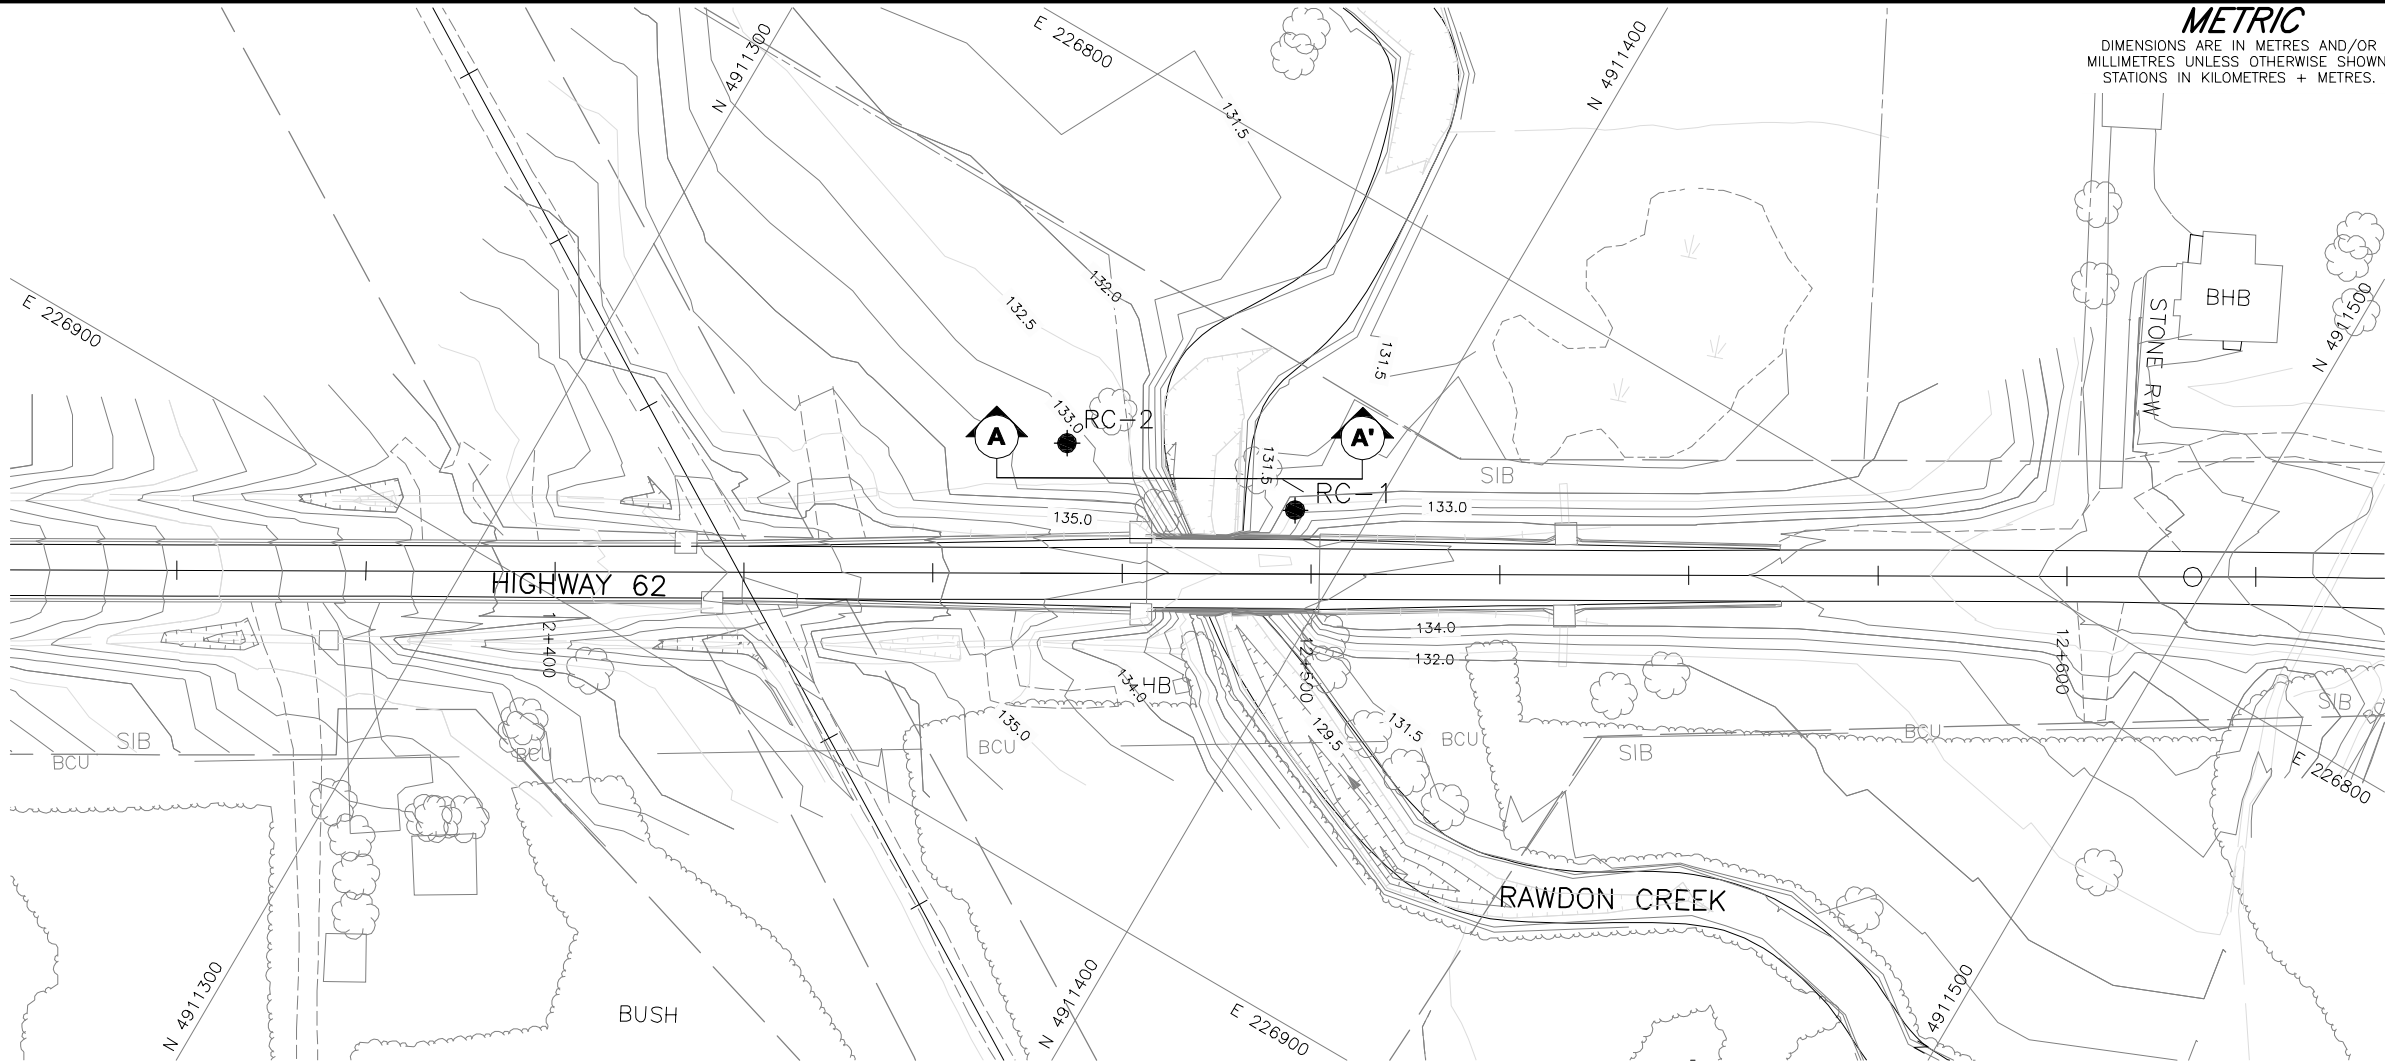 METRIC
DIMENSIONS ARE IN METRES AND/OR
MILLIMETRES UNLESS OTHERWISE SHOWN
STATIONS IN KILOMETRES + METRES.
N 4911300
E 226800
N 4911400
131.5
E 226900
132.0
132.5
131.5
BHB
STONE RW
N 4911500
133.0
RC-2
A
A'
131.5
SIB
RC-1
135.0
133.0
HIGHWAY 62
12+400
134.0
12+500
132.0
12+600
134.0
HB
SIB
135.0
131.5
129.5
SIB
BCU
BCU
BCU
BCU
BCU
SIB
E 226800
RAWDON CREEK
N 4911300
BUSH
N 4911400
E 226900
N 4911500